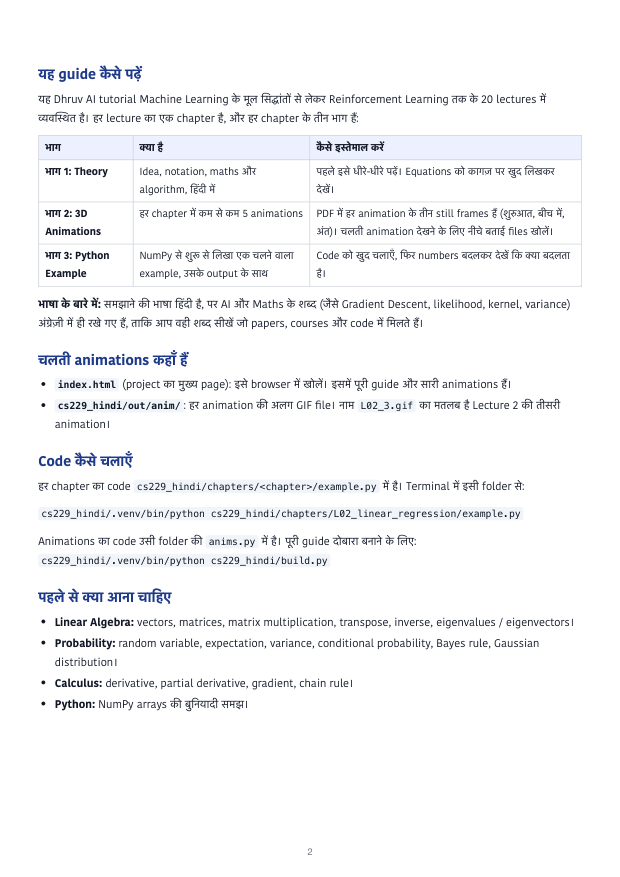 यह guide कैसे पढ़ें
यह Dhruv AI tutorial Machine Learning के मूल सिद्धांतों से लेकर Reinforcement Learning तक के 20 lectures में
व्यवस्थित है। हर lecture का एक chapter है, और हर chapter के तीन भाग हैं:
भाग क्या है कैसे इस्तेमाल करें
भाग 1: Theory Idea, notation, maths और पहले इसे धीरे-धीरे पढ़ें। Equations को कागज पर खुद लिखकर
algorithm, हिंदी में देखें।
भाग 2: 3D हर chapter में कम से कम 5 animations PDF में हर animation के तीन still frames हैं (शुरुआत, बीच में,
Animations अंत)। चलती animation देखने के लिए नीचे बताई files खोलें।
भाग 3: Python NumPy से शुरू से लिखा एक चलने वाला Code को खुद चलाएँ, फिर numbers बदलकर देखें कि क्या बदलता
Example example, उसके output के साथ है।
भाषा के बारे में: समझाने की भाषा हिंदी है, पर AI और Maths के शब्द (जैसे Gradient Descent, likelihood, kernel, variance)
अंग्रेज़ी में ही रखे गए हैं, ताकि आप वही शब्द सीखें जो papers, courses और code में मिलते हैं।
चलती animations कहाँ हैं
• index.html (project का मुख्य page): इसे browser में खोलें। इसमें पूरी guide और सारी animations हैं।
• cs229_hindi/out/anim/ : हर animation की अलग GIF file। नाम L02_3.gif का मतलब है Lecture 2 की तीसरी
animation।
Code कैसे चलाएँ
हर chapter का code cs229_hindi/chapters/<chapter>/example.py में है। Terminal में इसी folder से:
cs229_hindi/.venv/bin/python cs229_hindi/chapters/L02_linear_regression/example.py
Animations का code उसी folder की anims.py में है। पूरी guide दोबारा बनाने के लिए:
cs229_hindi/.venv/bin/python cs229_hindi/build.py
पहले से क्या आना चाहिए
• Linear Algebra: vectors, matrices, matrix multiplication, transpose, inverse, eigenvalues / eigenvectors।
• Probability: random variable, expectation, variance, conditional probability, Bayes rule, Gaussian
distribution।
• Calculus: derivative, partial derivative, gradient, chain rule।
• Python: NumPy arrays की बुनियादी समझ।
2